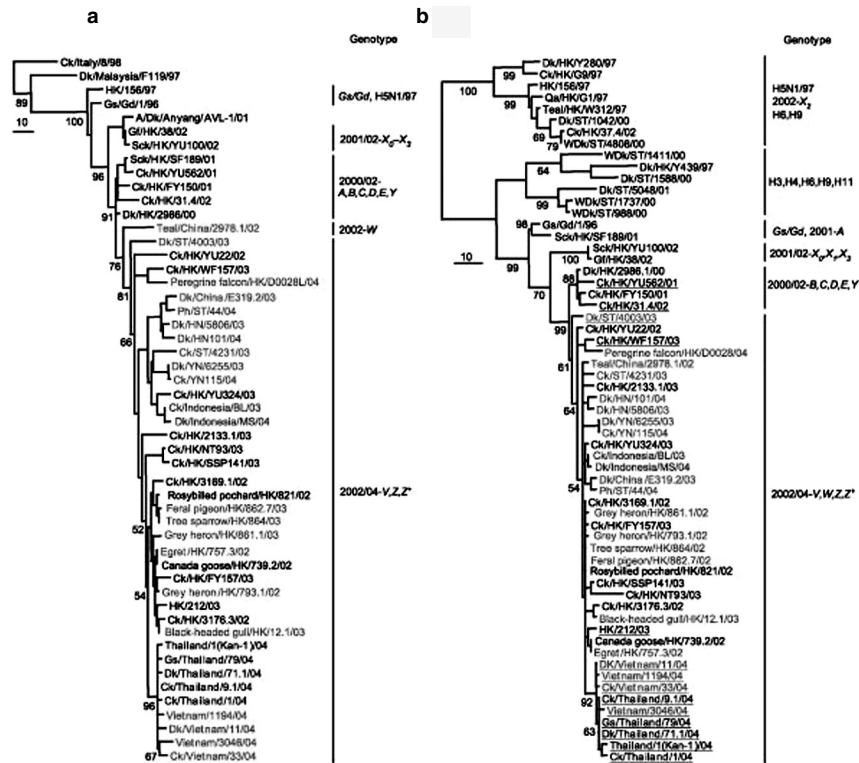 a
Genotype
Ck/Italy/8/98
Dk/Malaysia/F119/97
HK/156/97
Gs/Gd/1/96
A/Dk/Anyang/AVL-1/01
Gf/HK/38/02
Sck/HK/YU100/02
Sck/HK/SF189/01
Ck/HK/YU562/01
Ck/HK/FY150/01
Ck/HK/31.4/02
Dk/HK/2986/00
Teal/China/2978.1/02
Dk/ST/4003/03
Ck/HK/YU22/02
Ck/HK/WF157/03
Peregrine falcon/HK/D0028L/04
Dk/China/E319.2/03
Ph/ST/44/04
Dk/HN/5806/03
Dk/HN101/04
Ck/ST/4231/03
Dk/YN/6255/03
Ck/YN115/04
Ck/HK/YU324/03
Ck/Indonesia/BL/03
Dk/Indonesia/MS/04
Ck/HK/2133.1/03
Ck/HK/NT93/03
Ck/HK/SSP141/03
Ck/HK/3169.1/02
Rosybilled pochard/HK/821/02
Feral pigeon/HK/862.7/03
Tree sparrow/HK/864/03
Grey heron/HK/861.1/03
Egret/HK/757.3/02
Canada goose/HK/739.2/02
Ck/HK/FY157/03
Grey heron/HK/793.1/02
HK/212/03
Ck/HK/3176.3/02
Black-headed gull/HK/12.1/03
Thailand/1(Kan-1)/04
Gs/Thailand/79/04
Dk/Thailand/71.1/04
Ck/Thailand/9.1/04
Ck/Thailand/1/04
Vietnam/1194/04
Dk/Vietnam/11/04
Vietnam/3046/04
Ck/Vietnam/33/04
89
100
10
96
91
76
81
66
52
54
96
67
Gs/Gd, H5N1/97
2001/02-X0–X3
2000/02-
A,B,C,D,E,Y
2002-W
2002/04-V,Z,Z+
b
Genotype
Dk/HK/Y280/97
Ck/HK/G9/97
HK/156/97
Qa/HK/G1/97
Teal/HK/W312/97
Dk/ST/1042/00
Ck/HK/37.4/02
WDk/ST/4808/00
WDk/ST/1411/00
Dk/HK/Y439/97
Dk/ST/1588/00
Dk/ST/5048/01
WDk/ST/1737/00
WDk/ST/988/00
Gs/Gd/1/96
Sck/HK/SF189/01
Sck/HK/YU100/02
Gf/HK/38/02
Dk/HK/2986.1/00
Ck/HK/YU562/01
Ck/HK/FY150/01
Ck/HK/31.4/02
Dk/ST/4003/03
Ck/HK/YU22/02
Ck/HK/WF157/03
Peregrine falcon/HK/D0028/04
Teal/China/2978.1/02
Ck/ST/4231/03
Ck/HK/2133.1/03
Dk/HN/101/04
Dk/HN/5806/03
Dk/YN/6255/03
Ck/YN/115/04
Ck/HK/YU324/03
Ck/Indonesia/BL/03
Dk/Indonesia/MS/04
Dk/China/E319.2/03
Ph/ST/44/04
Ck/HK/3169.1/02
Grey heron/HK/861.1/02
Ck/HK/FY157/03
Grey heron/HK/793.1/02
Tree sparrow/HK/864/02
Feral pigeon/HK/862.7/02
Rosybilled pochard/HK/821/02
Ck/HK/SSP141/03
Ck/HK/NT93/03
Ck/HK/3176.3/02
Black-headed gull/HK/12.1/03
HK/212/03
Canada goose/HK/739.2/02
Egret/HK/757.3/02
DK/Vietnam/11/04
Vietnam/1194/04
Ck/Vietnam/33/04
Ck/Thailand/9.1/04
Vietnam/3046/04
Gs/Thailand/79/04
Dk/Thailand/71.1/04
Thailand/1(Kan-1)/04
Ck/Thailand/1/04
99
100
99
69
79
64
99
98
10
99
100
70
88
99
61
64
54
92
63
H5N1/97
2002-X2
H6,H9
H3,H4,H6,H9,H11
Gs/Gd, 2001-A
2001/02-X0,X1,X3
2000/02-B,C,D,E,Y
2002/04-V,W,Z,Z+